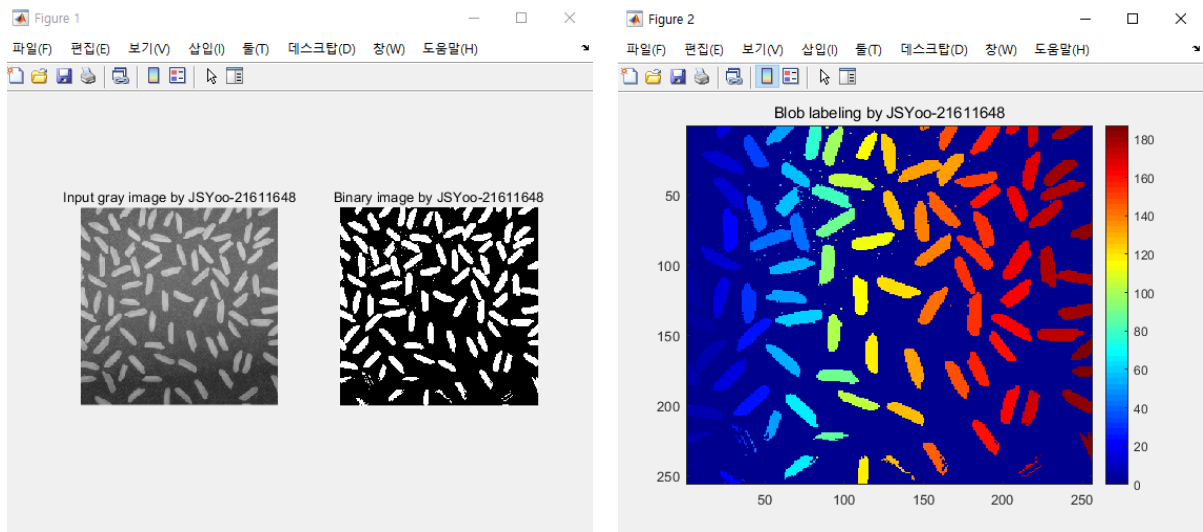 Figure 1
파일(F) 편집(E) 보기(V) 삽입(I) 툴(T) 데스크탑(D) 창(W) 도움말(H)
Input gray image by JSYoo-21611648
Binary image by JSYoo-21611648
Figure 2
파일(F) 편집(E) 보기(V) 삽입(I) 툴(T) 데스크탑(D) 창(W) 도움말(H)
Blob labeling by JSYoo-21611648
50
100
150
200
250
50 100 150 200 250
180
160
140
120
100
80
60
40
20
0